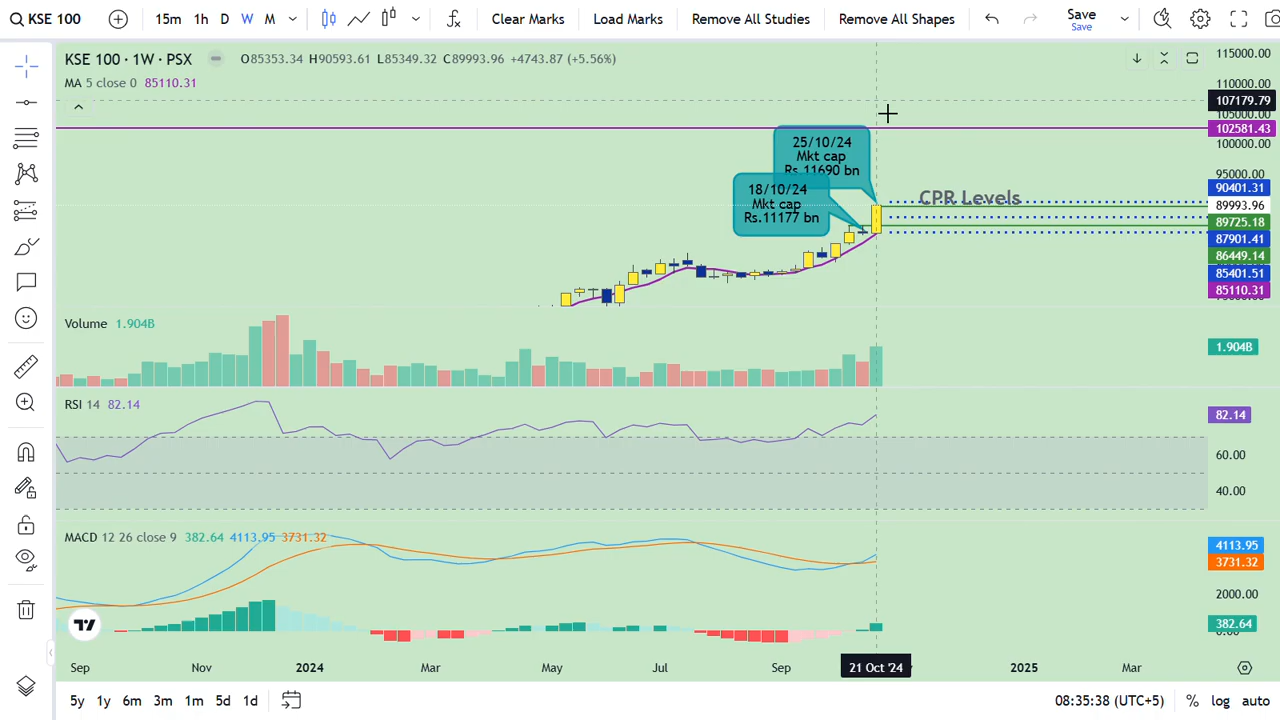 KSE 100
15m 1h D W M
Clear Marks
Load Marks
Remove All Studies
Remove All Shapes
Save
Save
KSE 100 · 1W · PSX
O85353.34 H90593.61 L85349.32 C89993.96 +4743.87 (+5.56%)
MA 5 close 0 85110.31
115000.00
110000.00
107179.79
105000.00
102581.43
100000.00
95000.00
90401.31
89993.96
89725.18
87901.41
86449.14
85401.51
85110.31
25/10/24
Mkt cap
Rs.11690 bn
18/10/24
Mkt cap
Rs.11177 bn
CPR Levels
Volume 1.904B
1.904B
RSI 14 82.14
82.14
60.00
40.00
MACD 12 26 close 9 382.64 4113.95 3731.32
4113.95
3731.32
2000.00
382.64
Sep Nov 2024 Mar May Jul Sep 21 Oct '24 2025 Mar
5y 1y 6m 3m 1m 5d 1d
08:35:38 (UTC+5)
% log auto